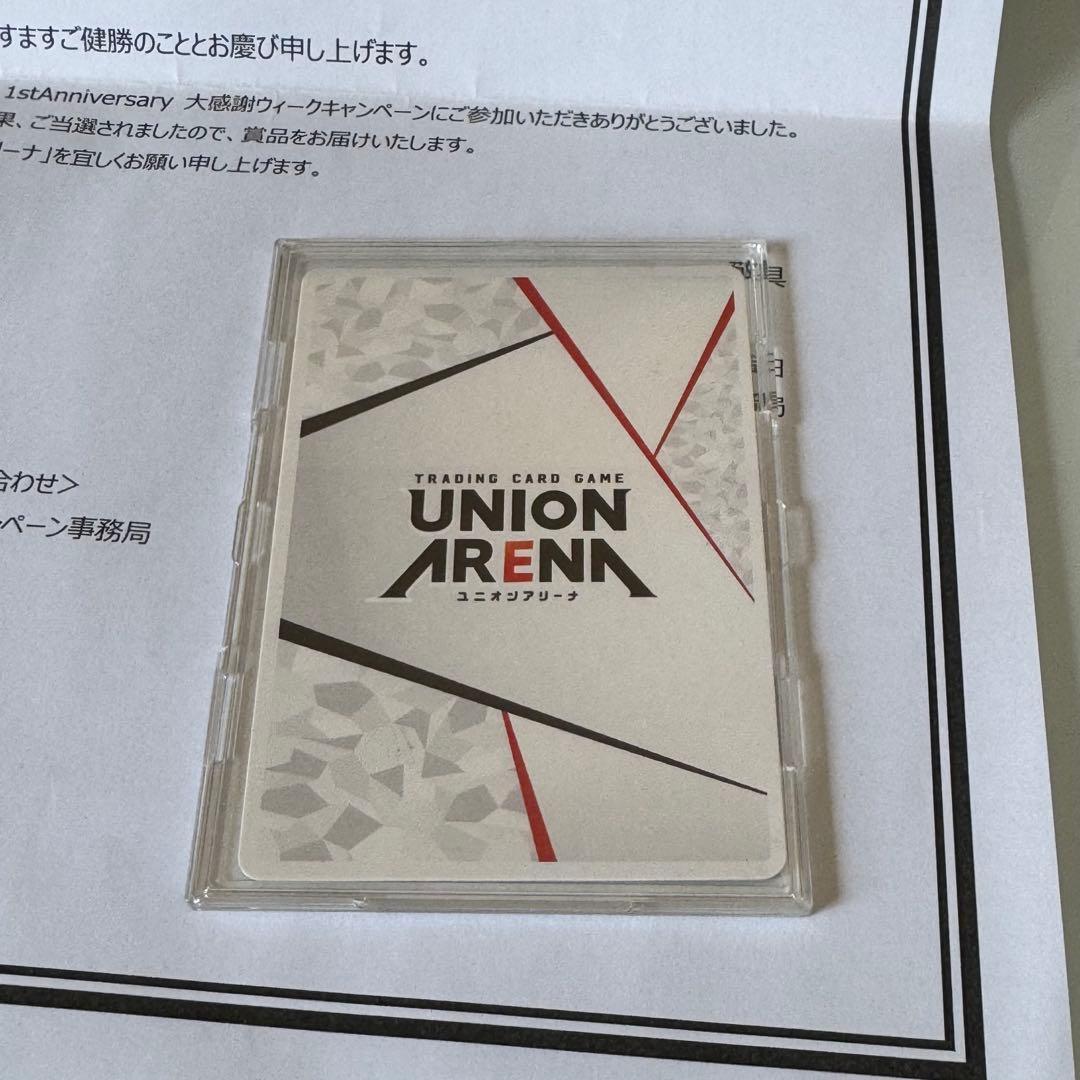 すますご健勝のこととお慶び申し上げます。
1stAnniversary 大感謝ウィークキャンペーンにご参加いただきありがとうございました。
果、ご当選されましたので、賞品をお届けいたします。
リーナ」を宜しくお願い申し上げます。
具
TRADING CARD GAME
UNION
ARENA
ユニオンアリーナ
合わせ＞
ンペーン事務局